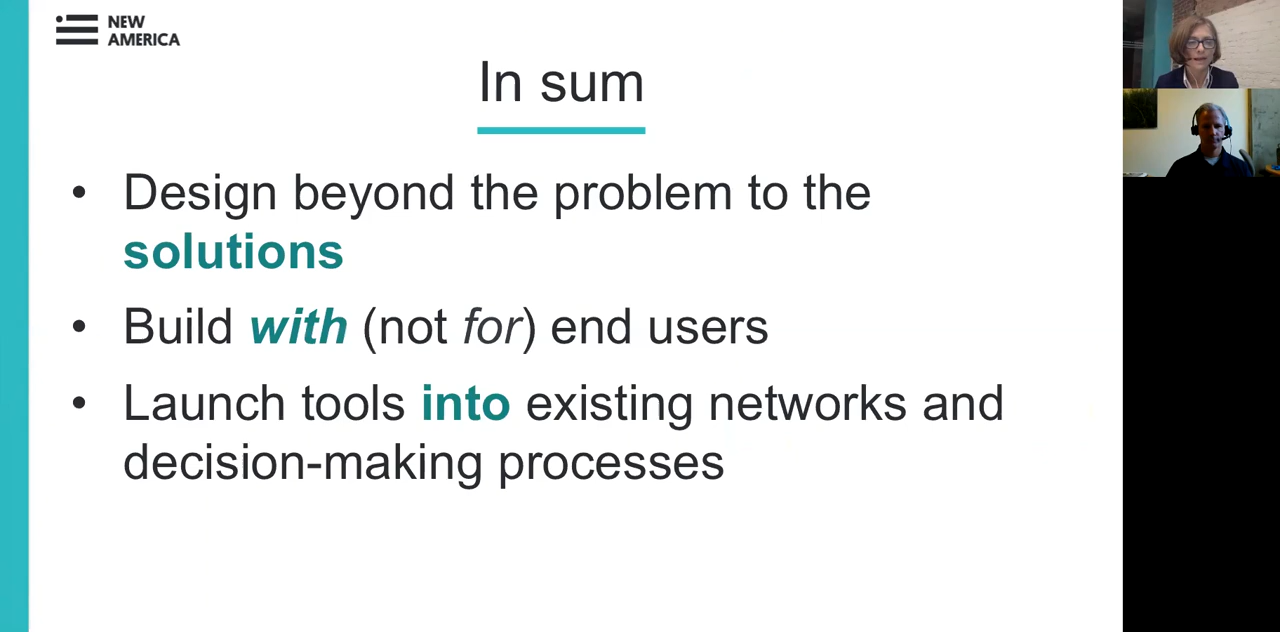 NEW
AMERICA
In sum
• Design beyond the problem to the
solutions
• Build with (not for) end users
• Launch tools into existing networks and
decision-making processes